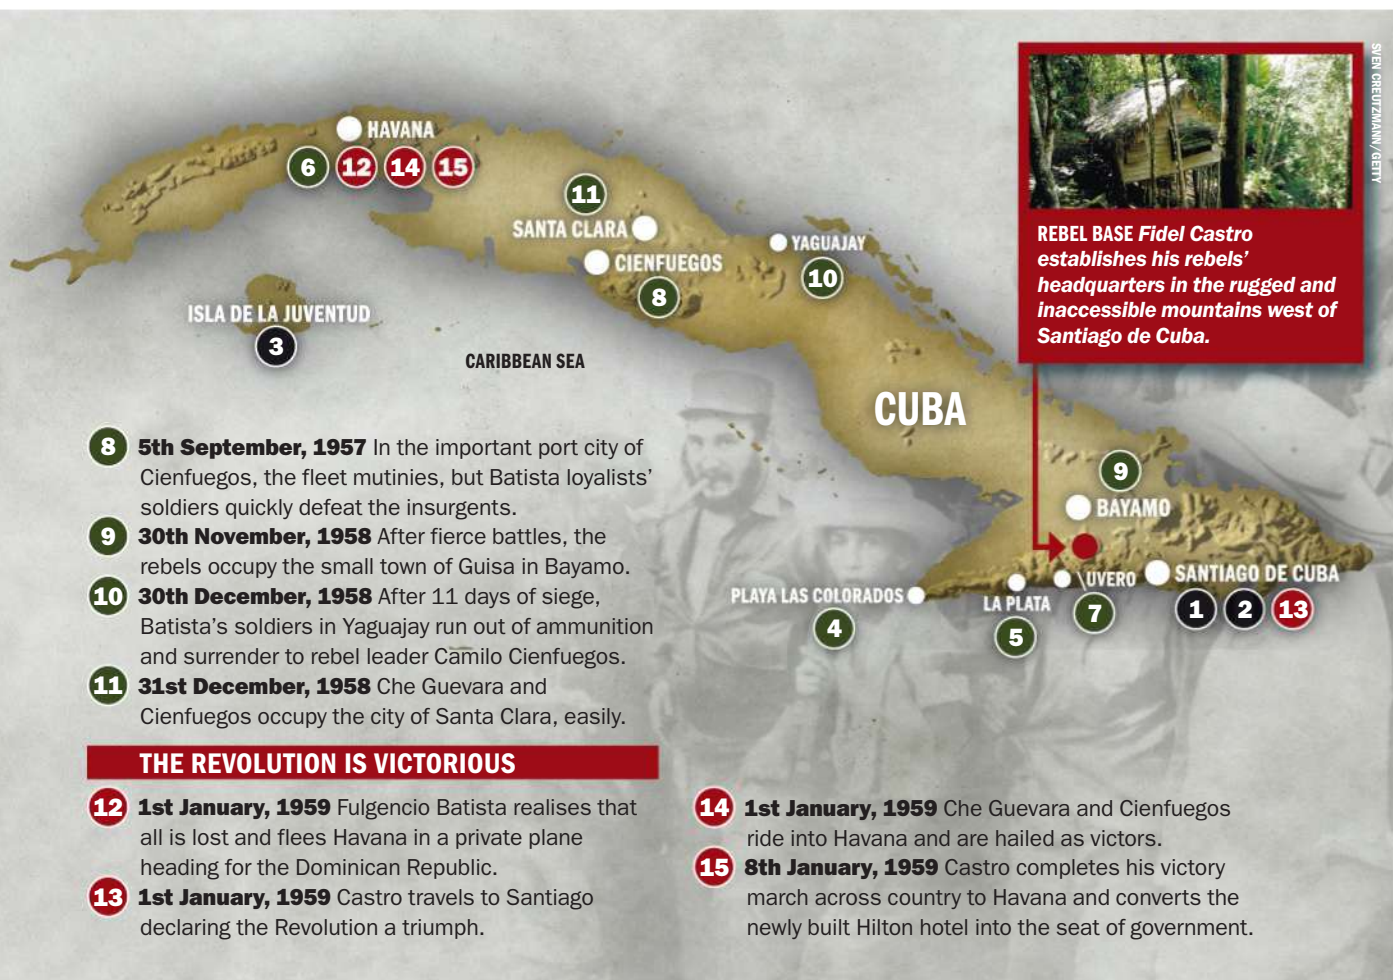 SVEN CREUTZMANN/GETTY
HAVANA
6 12 14 15
11
SANTA CLARA
CIENFUEGOS
8
YAGUAJAY
10
ISLA DE LA JUVENTUD
3
CARIBBEAN SEA
CUBA
REBEL BASE Fidel Castro
establishes his rebels'
headquarters in the rugged and
inaccessible mountains west of
Santiago de Cuba.
9
BAYAMO
PLAYA LAS COLORADOS
4
LA PLATA
5
UVERO
7
SANTIAGO DE CUBA
1 2 13
8 5th September, 1957 In the important port city of
Cienfuegos, the fleet mutinies, but Batista loyalists'
soldiers quickly defeat the insurgents.
9 30th November, 1958 After fierce battles, the
rebels occupy the small town of Guisa in Bayamo.
10 30th December, 1958 After 11 days of siege,
Batista's soldiers in Yaguajay run out of ammunition
and surrender to rebel leader Camilo Cienfuegos.
11 31st December, 1958 Che Guevara and
Cienfuegos occupy the city of Santa Clara, easily.
THE REVOLUTION IS VICTORIOUS
12 1st January, 1959 Fulgencio Batista realises that
all is lost and flees Havana in a private plane
heading for the Dominican Republic.
13 1st January, 1959 Castro travels to Santiago
declaring the Revolution a triumph.
14 1st January, 1959 Che Guevara and Cienfuegos
ride into Havana and are hailed as victors.
15 8th January, 1959 Castro completes his victory
march across country to Havana and converts the
newly built Hilton hotel into the seat of government.